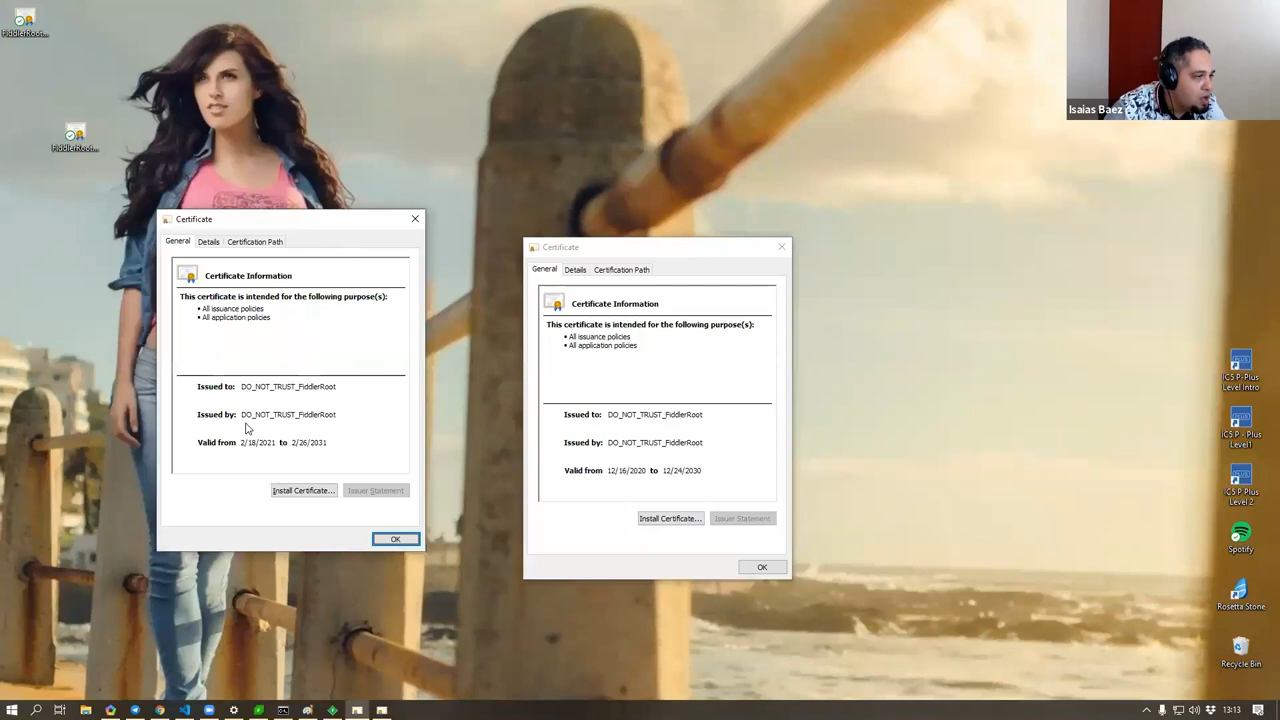 FiddlerRoot...
FiddlerRoot...
Isaias Baez
Certificate
General Details Certification Path
Certificate Information
This certificate is intended for the following purpose(s):
• All issuance policies
• All application policies
Issued to: DO_NOT_TRUST_FiddlerRoot
Issued by: DO_NOT_TRUST_FiddlerRoot
Valid from 2/18/2021 to 2/26/2031
Install Certificate... Issuer Statement
OK
Certificate
General Details Certification Path
Certificate Information
This certificate is intended for the following purpose(s):
• All issuance policies
• All application policies
Issued to: DO_NOT_TRUST_FiddlerRoot
Issued by: DO_NOT_TRUST_FiddlerRoot
Valid from 12/16/2020 to 12/24/2030
Install Certificate... Issuer Statement
OK
IC5 P-Plus
Level Intro
IC5 P - Plus
Level1
IC5 P Plus
Level 2
Spotify
Rosetta Stone
Recycle Bin
13:13